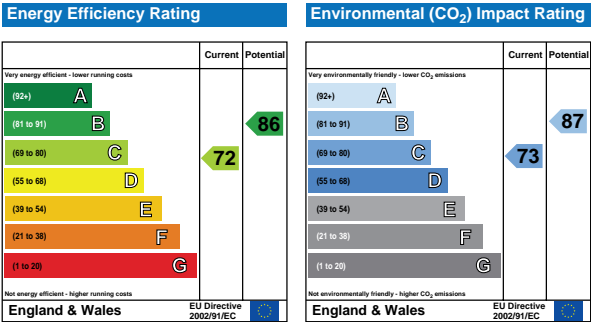 Energy Efficiency Rating
Current Potential
Very energy efficient - lower running costs
(92+) A
(81 to 91) B
(69 to 80) C
(55 to 68) D
(39 to 54) E
(21 to 38) F
(1 to 20) G
72
86
Not energy efficient - higher running costs
England & Wales
EU Directive
2002/91/EC
Environmental (CO₂) Impact Rating
Current Potential
Very environmentally friendly - lower CO₂ emissions
(92+) A
(81 to 91) B
(69 to 80) C
(55 to 68) D
(39 to 54) E
(21 to 38) F
(1 to 20) G
73
87
Not environmentally friendly - higher CO₂ emissions
England & Wales
EU Directive
2002/91/EC